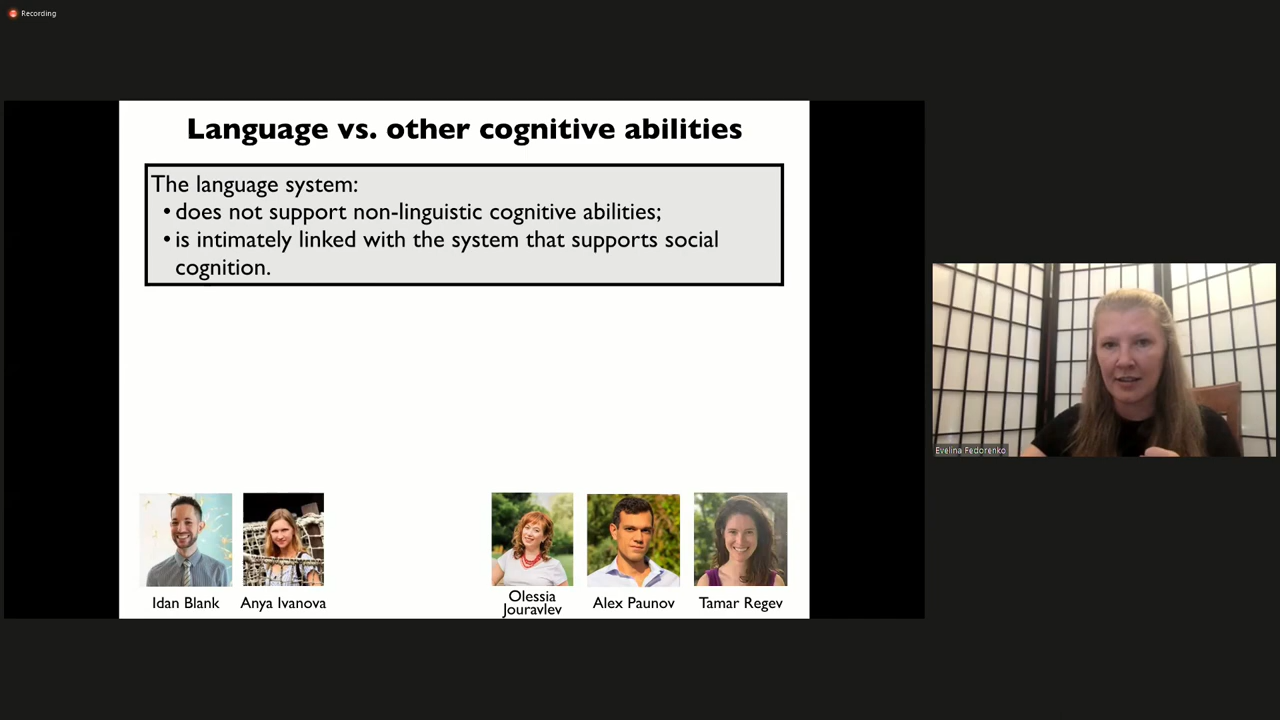 Recording
Language vs. other cognitive abilities
The language system:
• does not support non-linguistic cognitive abilities;
• is intimately linked with the system that supports social
cognition.
Evelina Fedorenko
Idan Blank
Anya Ivanova
Olessia
Jouravlev
Alex Paunov
Tamar Regev